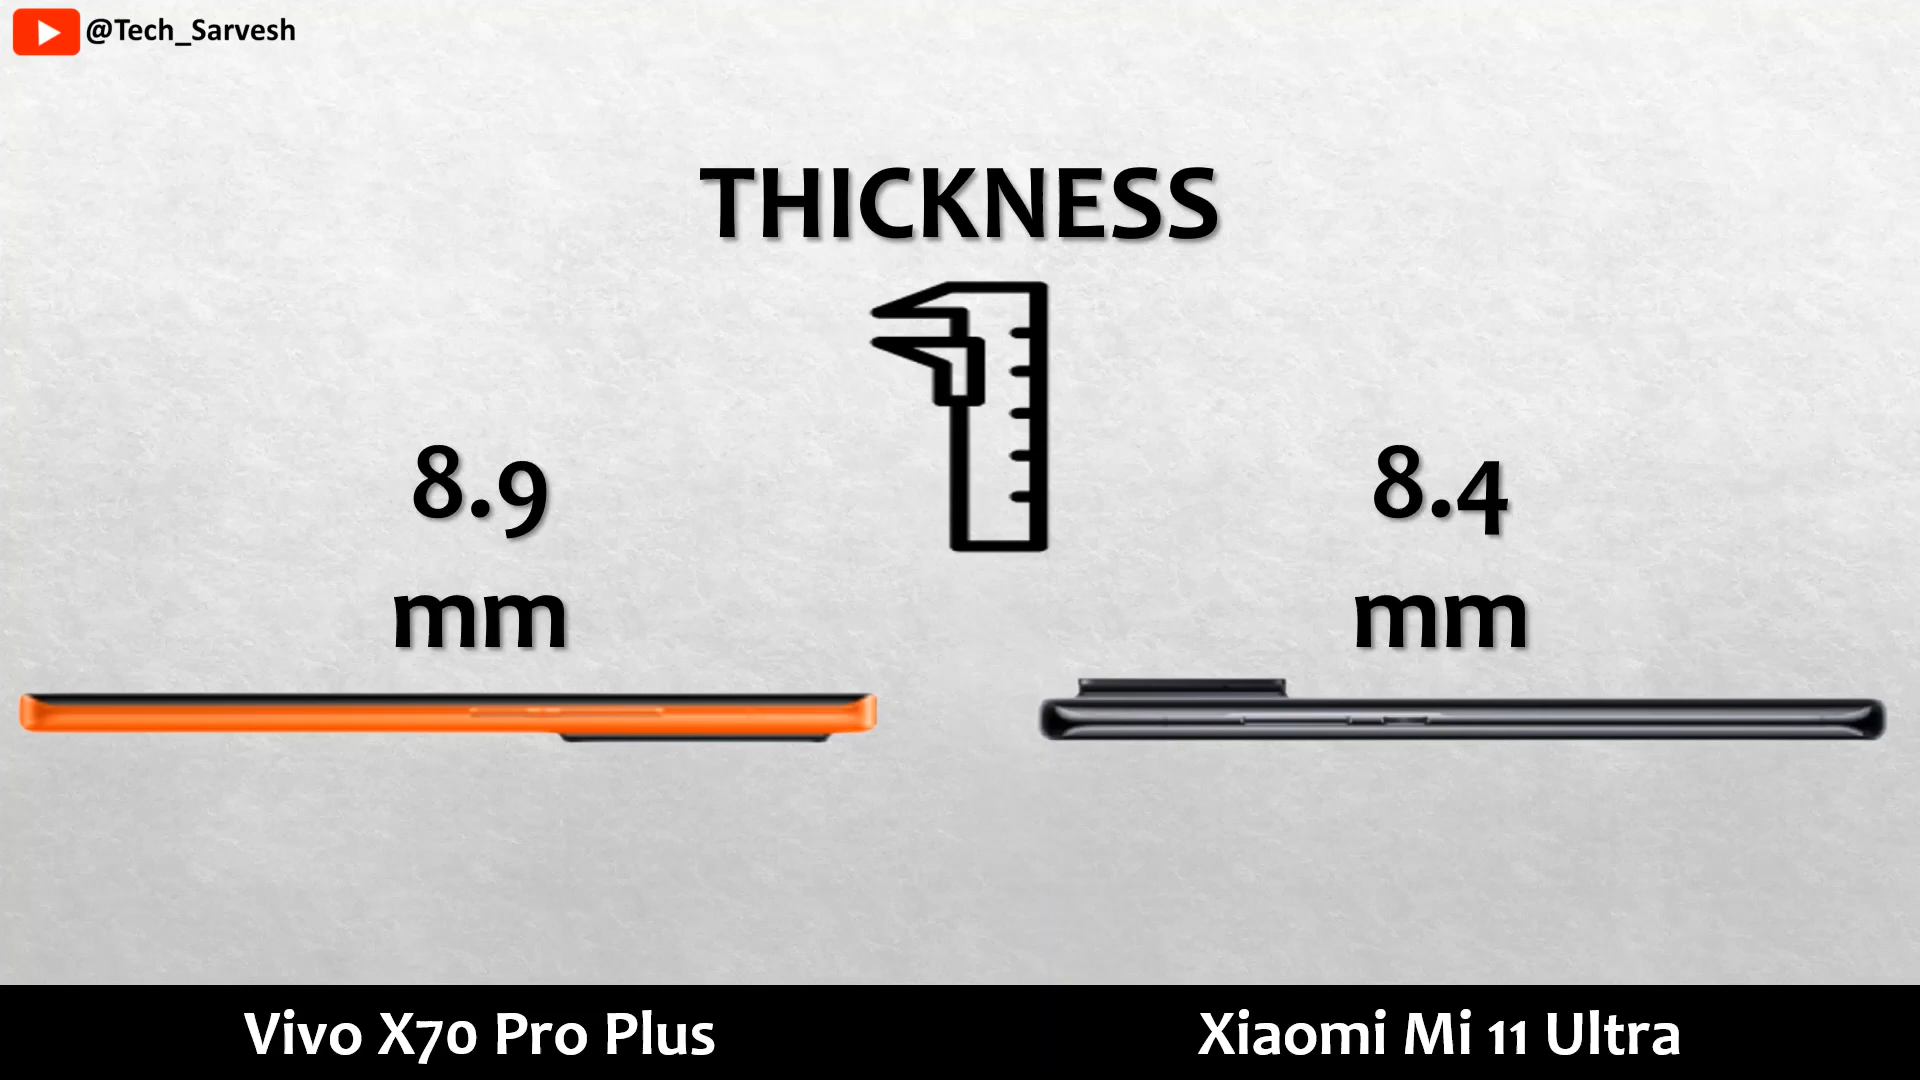 @Tech_Sarvesh
THICKNESS
8.9
mm
8.4
mm
Vivo X70 Pro Plus
Xiaomi Mi 11 Ultra